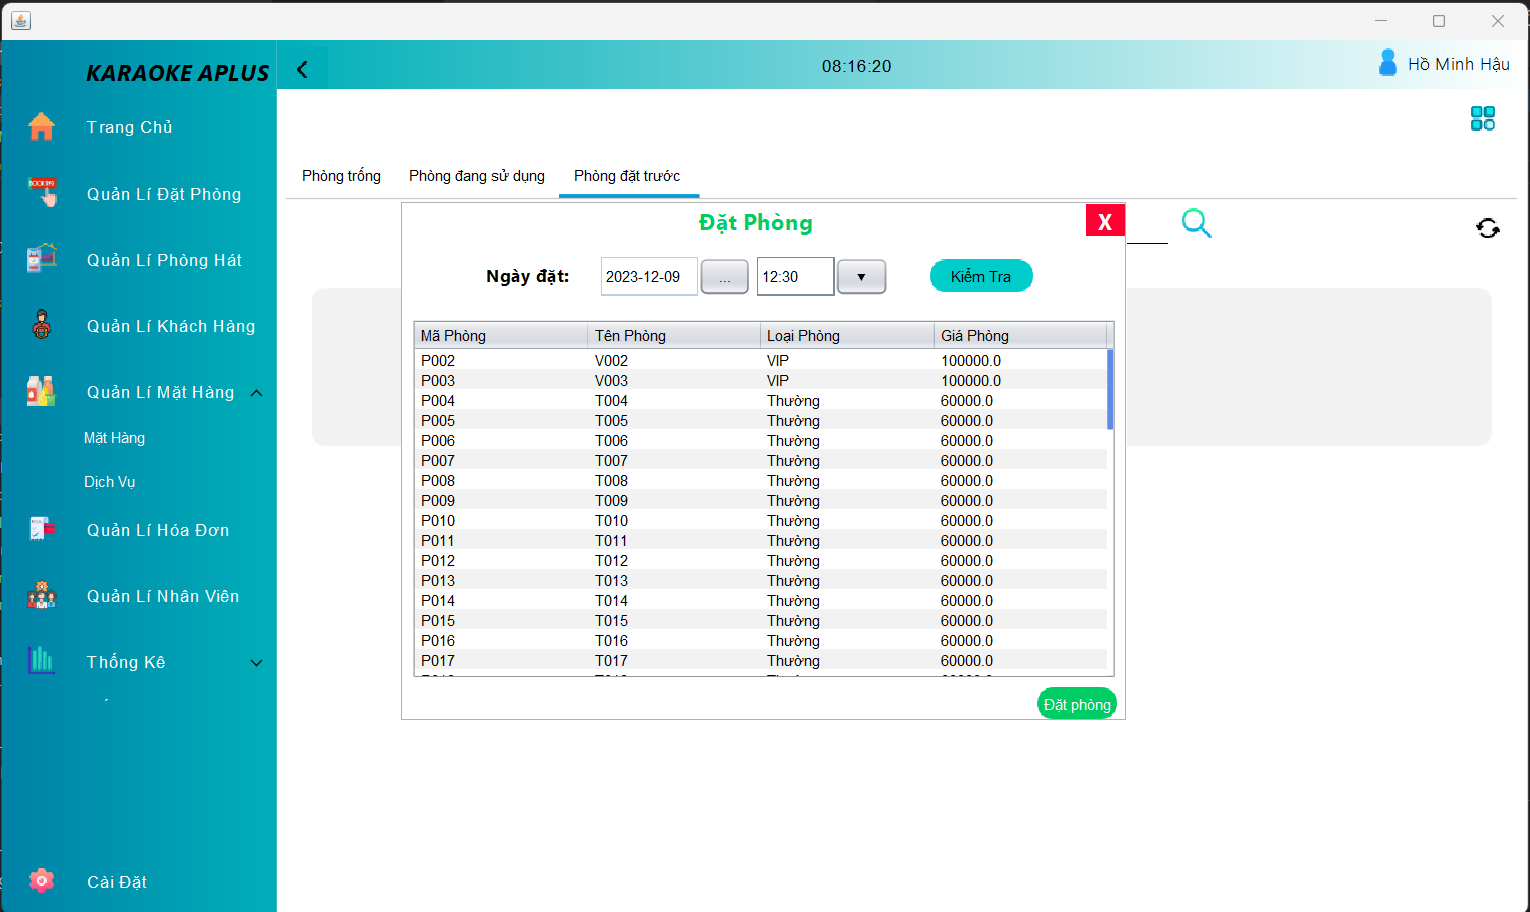 KARAOKE APLUS
08:16:20
Hồ Minh Hậu
Trang Chủ
Quản Lí Đặt Phòng
Quản Lí Phòng Hát
Quản Lí Khách Hàng
Quản Lí Mặt Hàng
Mặt Hàng
Dịch Vụ
Quản Lí Hóa Đơn
Quản Lí Nhân Viên
Thống Kê
Cài Đặt
Phòng trống Phòng đang sử dụng Phòng đặt trước
Đặt Phòng
X
Ngày đặt: 2023-12-09 ... 12:30 Kiểm Tra
Mã Phòng Tên Phòng Loại Phòng Giá Phòng
P002 V002 VIP 100000.0
P003 V003 VIP 100000.0
P004 T004 Thường 60000.0
P005 T005 Thường 60000.0
P006 T006 Thường 60000.0
P007 T007 Thường 60000.0
P008 T008 Thường 60000.0
P009 T009 Thường 60000.0
P010 T010 Thường 60000.0
P011 T011 Thường 60000.0
P012 T012 Thường 60000.0
P013 T013 Thường 60000.0
P014 T014 Thường 60000.0
P015 T015 Thường 60000.0
P016 T016 Thường 60000.0
P017 T017 Thường 60000.0
Đặt phòng